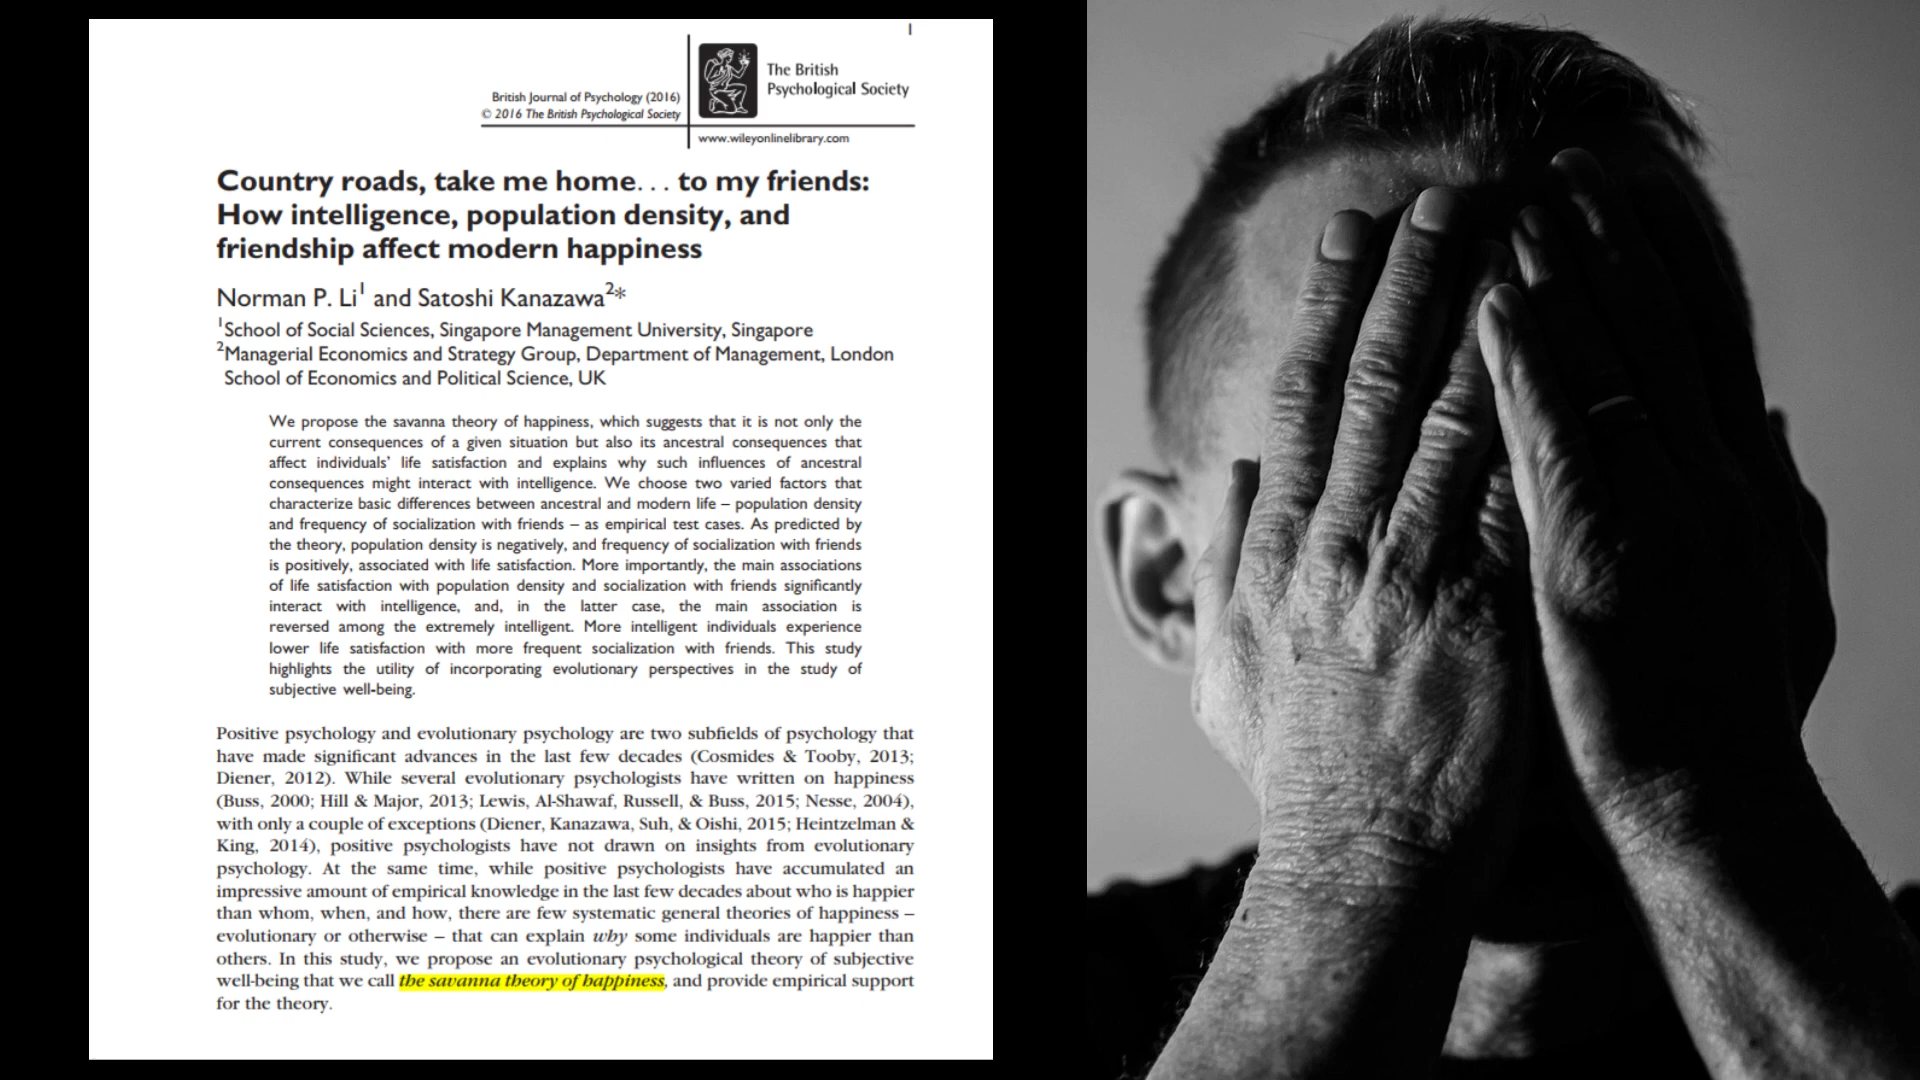 1
The British
Psychological Society
British Journal of Psychology (2016)
© 2016 The British Psychological Society
www.wileyonlinelibrary.com
Country roads, take me home. . . to my friends:
How intelligence, population density, and
friendship affect modern happiness
Norman P. Li1 and Satoshi Kanazawa2*
1School of Social Sciences, Singapore Management University, Singapore
2Managerial Economics and Strategy Group, Department of Management, London
School of Economics and Political Science, UK
We propose the savanna theory of happiness, which suggests that it is not only the
current consequences of a given situation but also its ancestral consequences that
affect individuals’ life satisfaction and explains why such influences of ancestral
consequences might interact with intelligence. We choose two varied factors that
characterize basic differences between ancestral and modern life – population density
and frequency of socialization with friends – as empirical test cases. As predicted by
the theory, population density is negatively, and frequency of socialization with friends
is positively, associated with life satisfaction. More importantly, the main associations
of life satisfaction with population density and socialization with friends significantly
interact with intelligence, and, in the latter case, the main association is
reversed among the extremely intelligent. More intelligent individuals experience
lower life satisfaction with more frequent socialization with friends. This study
highlights the utility of incorporating evolutionary perspectives in the study of
subjective well-being.
Positive psychology and evolutionary psychology are two subfields of psychology that
have made significant advances in the last few decades (Cosmides & Tooby, 2013;
Diener, 2012). While several evolutionary psychologists have written on happiness
(Buss, 2000; Hill & Major, 2013; Lewis, Al-Shawaf, Russell, & Buss, 2015; Nesse, 2004),
with only a couple of exceptions (Diener, Kanazawa, Suh, & Oishi, 2015; Heintzelman &
King, 2014), positive psychologists have not drawn on insights from evolutionary
psychology. At the same time, while positive psychologists have accumulated an
impressive amount of empirical knowledge in the last few decades about who is happier
than whom, when, and how, there are few systematic general theories of happiness –
evolutionary or otherwise – that can explain why some individuals are happier than
others. In this study, we propose an evolutionary psychological theory of subjective
well-being that we call the savanna theory of happiness, and provide empirical support
for the theory.